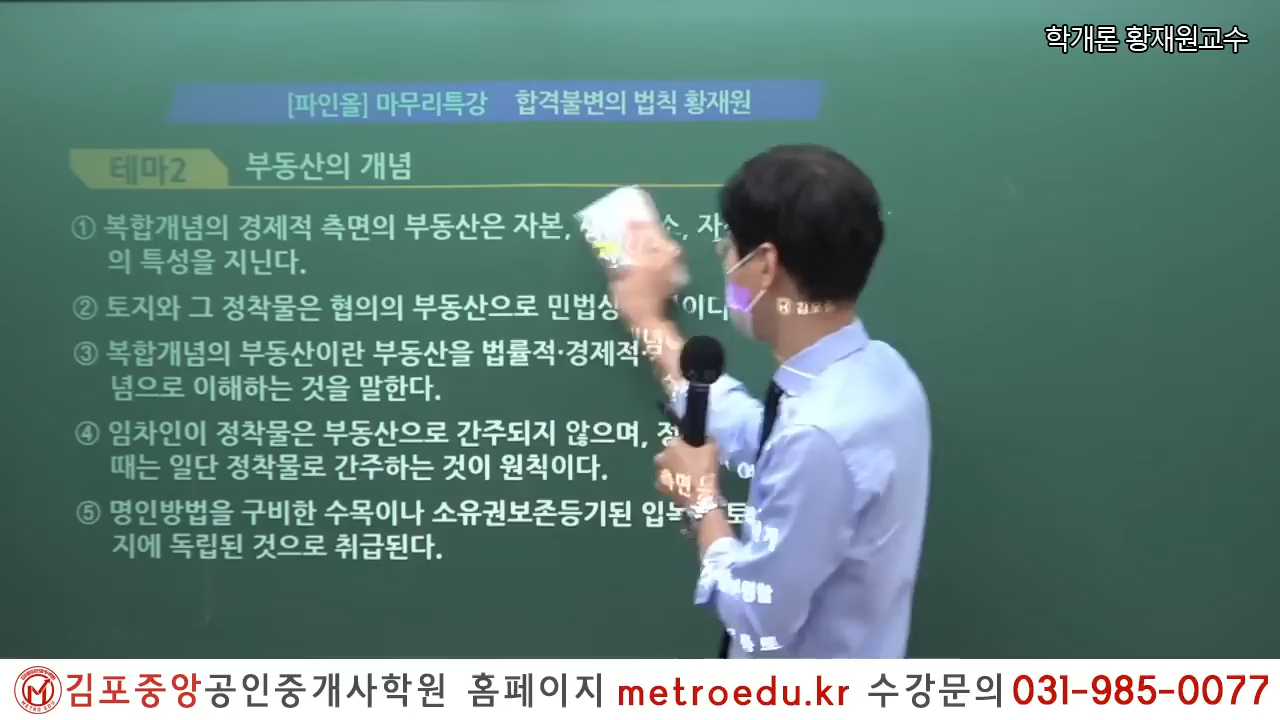 학개론 황재원교수
[파인올] 마무리특강 합격불변의 법칙 황재원
테마2 부동산의 개념
① 복합개념의 경제적 측면의 부동산은 자본,
의 특성을 지닌다.
② 토지와 그 정착물은 협의의 부동산으로
③ 복합개념의 부동산이란 부동산을 법률적·경제적·
념으로 이해하는 것을 말한다.
④ 임차인이 정착물은 부동산으로 간주되지 않으며,
때는 일단 정착물로 간주하는 것이 원칙이다.
⑤ 명인방법을 구비한 수목이나 소유권보존등기된
지에 독립된 것으로 취급된다.
김포중앙공인중개사학원 홈페이지 metroedu.kr 수강문의 031-985-0077